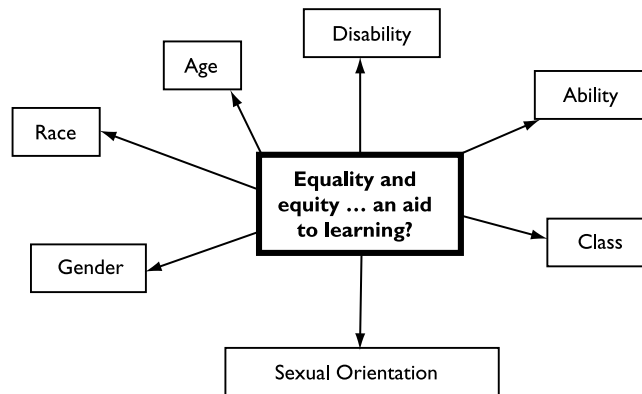 Disability
Age
Ability
Race
Equality and
equity ... an aid
to learning?
Class
Gender
Sexual Orientation